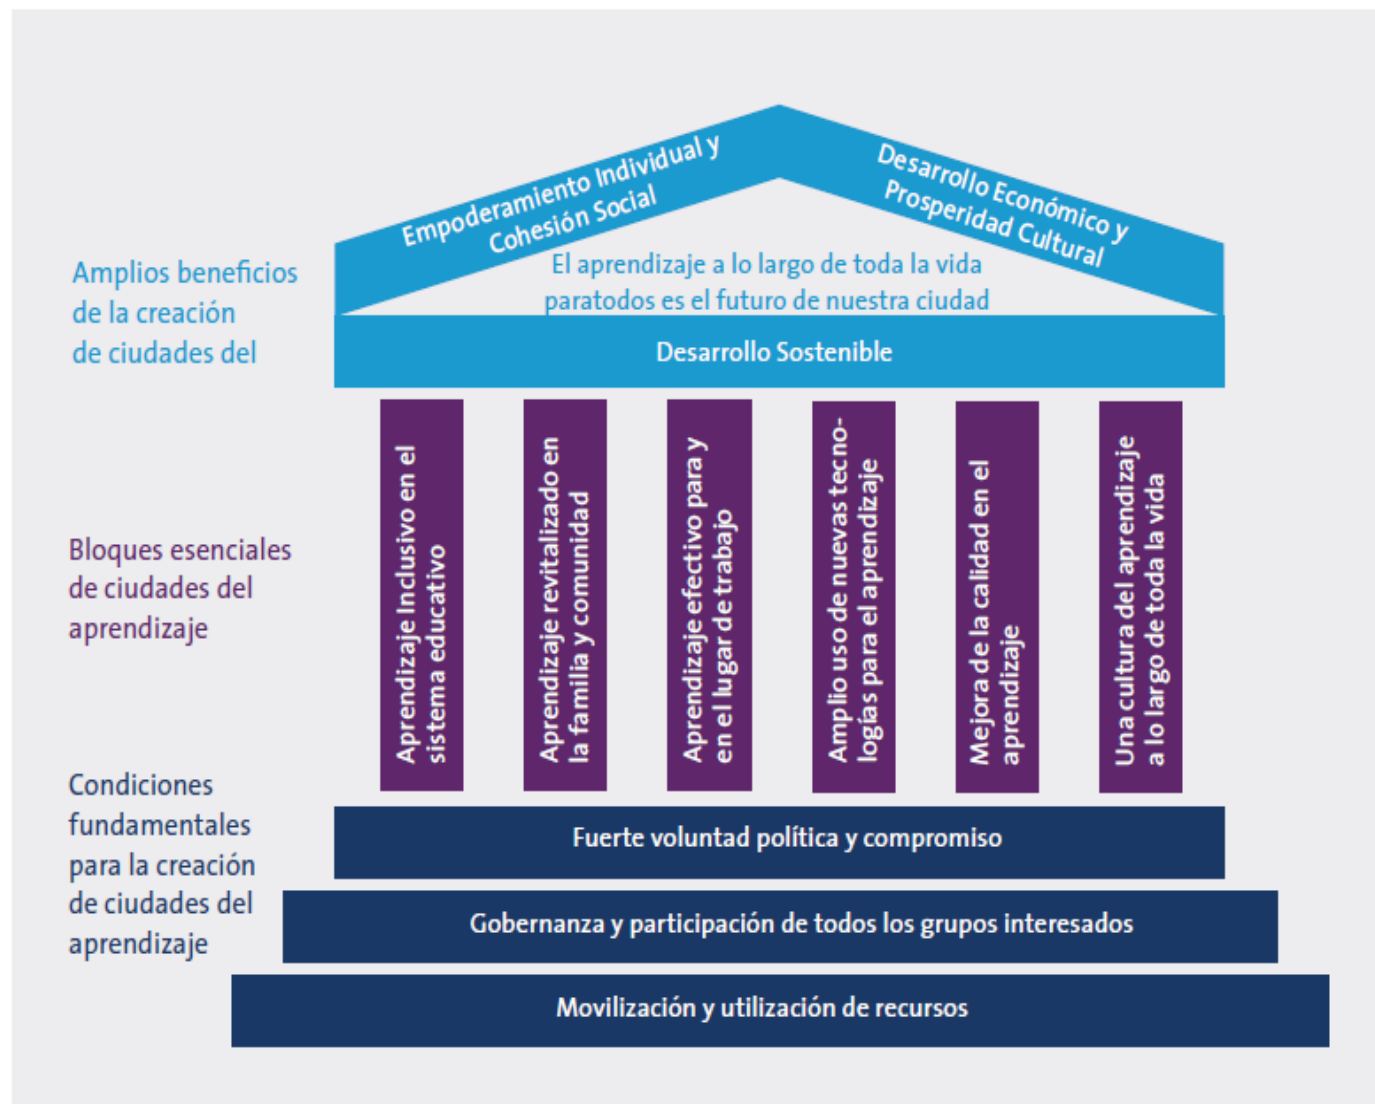 Empoderamiento Individual y
Cohesión Social
Desarrollo Económico y
Prosperidad Cultural
El aprendizaje a lo largo de toda la vida
paratodos es el futuro de nuestra ciudad
Amplios beneficios
de la creación
de ciudades del
Desarrollo Sostenible
Bloques esenciales
de ciudades del
aprendizaje
Aprendizaje Inclusivo en el
sistema educativo
Aprendizaje revitalizado en
la familia y comunidad
Aprendizaje efectivo para y
en el lugar de trabajo
Amplio uso de nuevas tecno-
logías para el aprendizaje
Mejora de la calidad en el
aprendizaje
Una cultura del aprendizaje
a lo largo de toda la vida
Condiciones
fundamentales
para la creación
de ciudades del
aprendizaje
Fuerte voluntad política y compromiso
Gobernanza y participación de todos los grupos interesados
Movilización y utilización de recursos